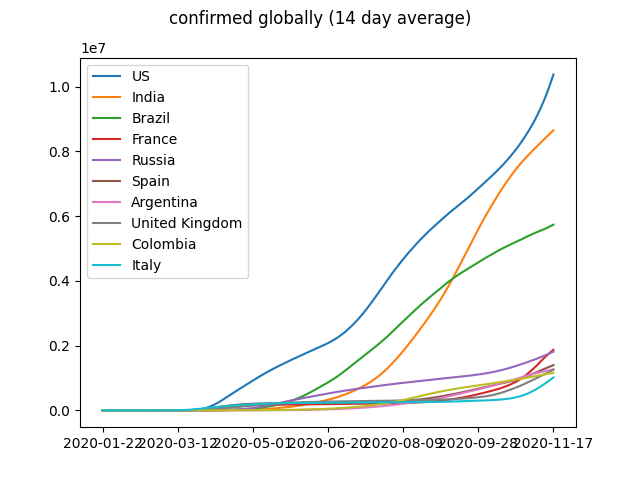 confirmed globally (14 day average)
1e7
1.0
0.8
0.6
0.4
0.2
0.0
US
India
Brazil
France
Russia
Spain
Argentina
United Kingdom
Colombia
Italy
2020-01-22 2020-03-12 2020-05-01 2020-06-20 2020-08-09 2020-09-28 2020-11-17